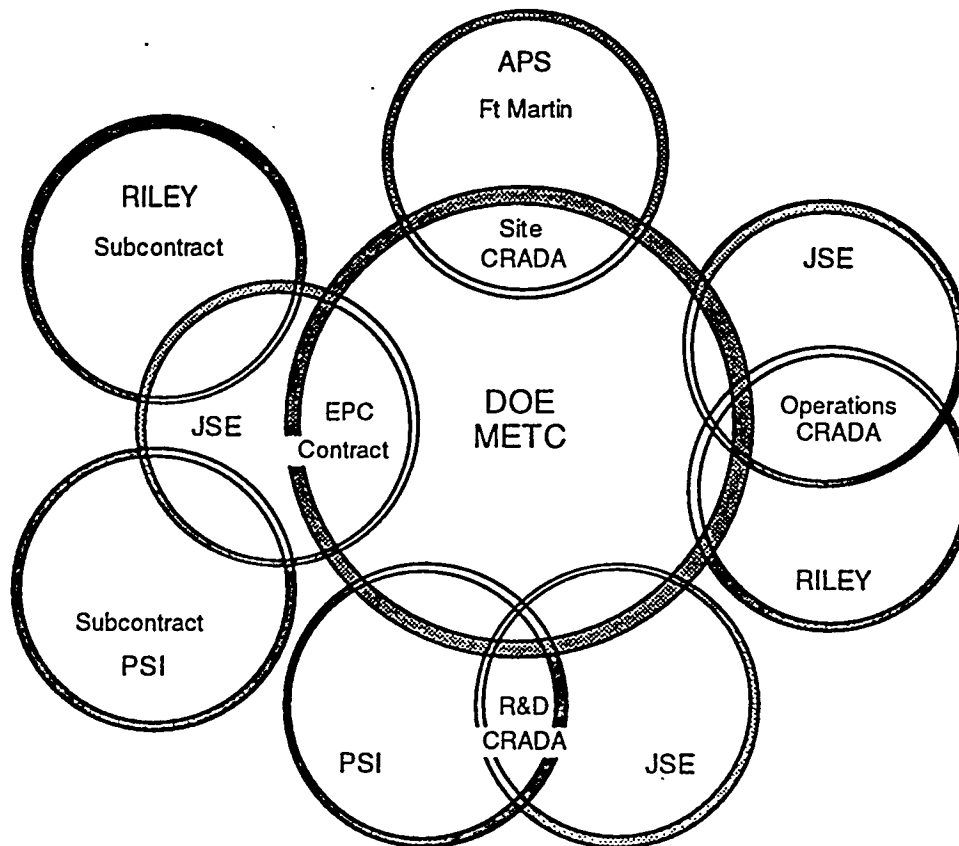 APS
Ft Martin
RILEY
Subcontract
Site
CRADA
JSE
DOE
METC
JSE
EPC
Contract
Operations
CRADA
RILEY
Subcontract
PSI
R&D
CRADA
PSI
JSE